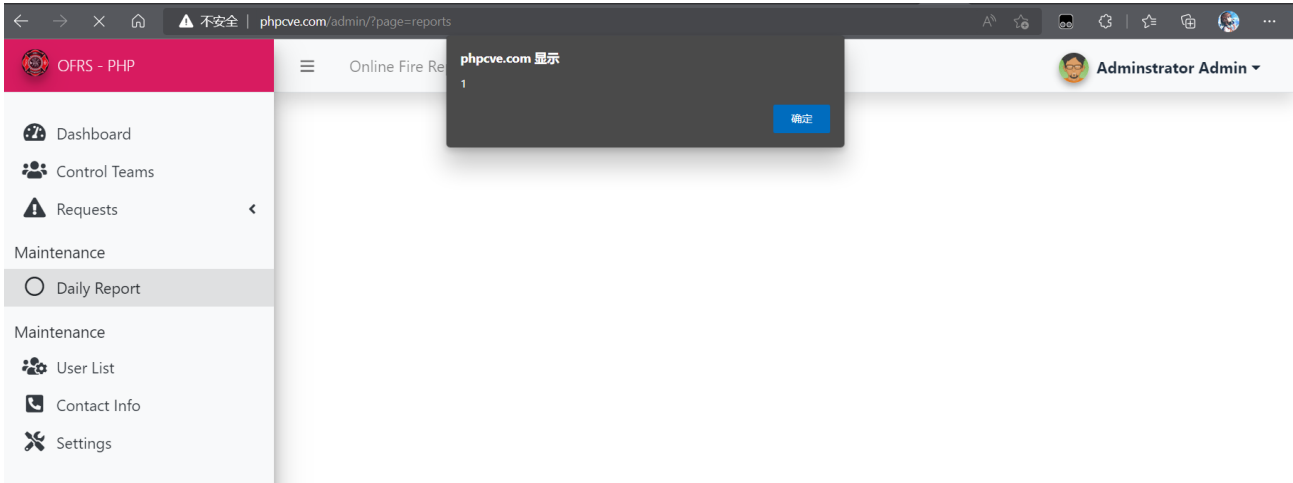 不安全 phpcve.com/admin/?page=reports
OFRS - PHP
Online Fire Re
Adminstrator Admin
phpcve.com 显示
1
确定
Dashboard
Control Teams
Requests
Maintenance
Daily Report
Maintenance
User List
Contact Info
Settings